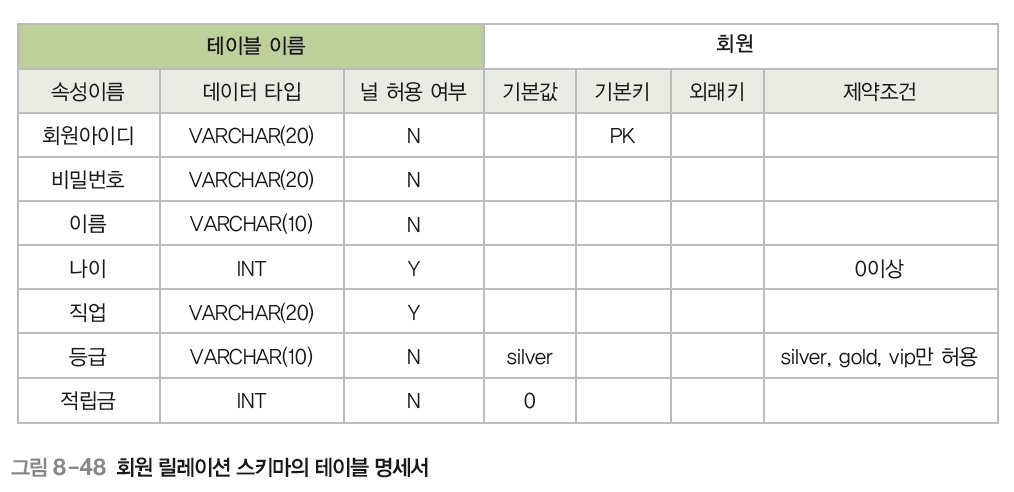 테이블 이름 회원
속성이름 데이터 타입 널 허용 여부 기본값 기본키 외래키 제약조건
회원아이디 VARCHAR(20) N PK
비밀번호 VARCHAR(20) N
이름 VARCHAR(10) N
나이 INT Y 0이상
직업 VARCHAR(20) Y
등급 VARCHAR(10) N silver silver, gold, vip만 허용
적립금 INT N 0
그림 8-48 회원 릴레이션 스키마의 테이블 명세서